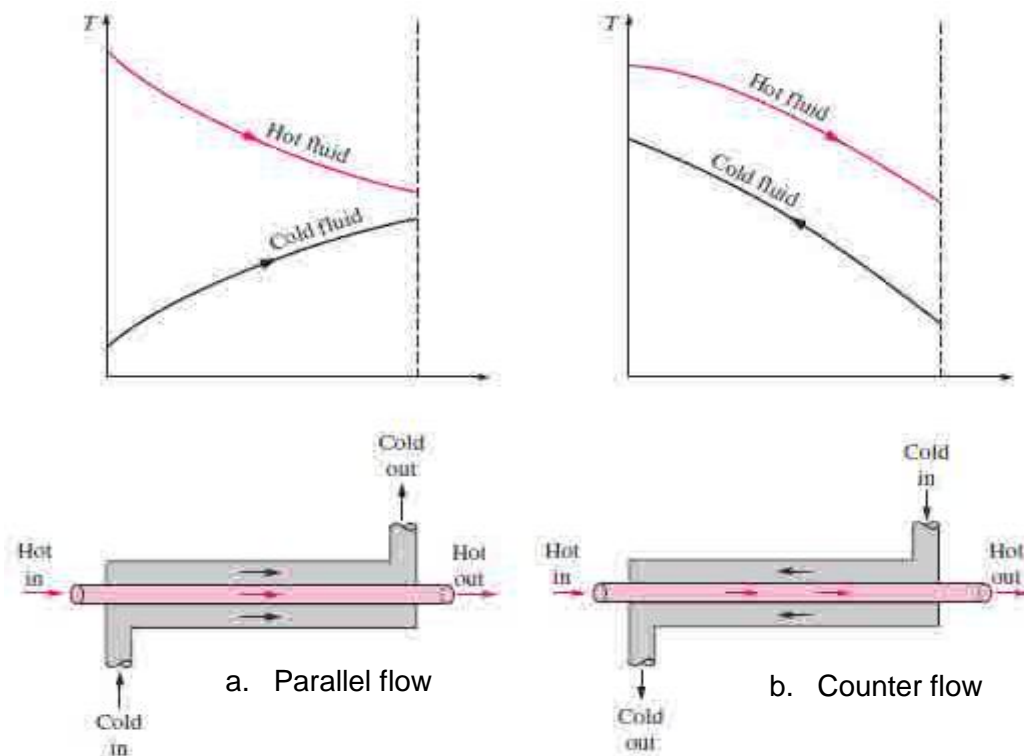 T
Hot fluid
Cold fluid
Cold
out
Hot
in
Hot
out
Cold
in
a. Parallel flow
T
Hot fluid
Cold fluid
Cold
in
Hot
in
Hot
out
Cold
out
b. Counter flow